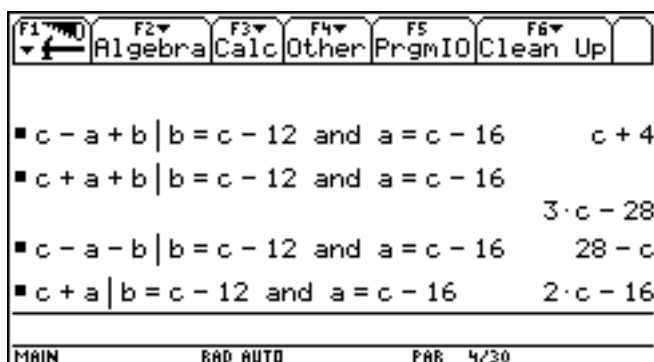 F1 F2 F3 F4 F5 F6
Algebra Calc Other PrgmIO Clean Up
▪ c - a + b | b = c - 12 and a = c - 16 c + 4
▪ c + a + b | b = c - 12 and a = c - 16
3·c - 28
▪ c - a - b | b = c - 12 and a = c - 16 28 - c
▪ c + a | b = c - 12 and a = c - 16 2·c - 16
MAIN RAD AUTO PAR 4/30